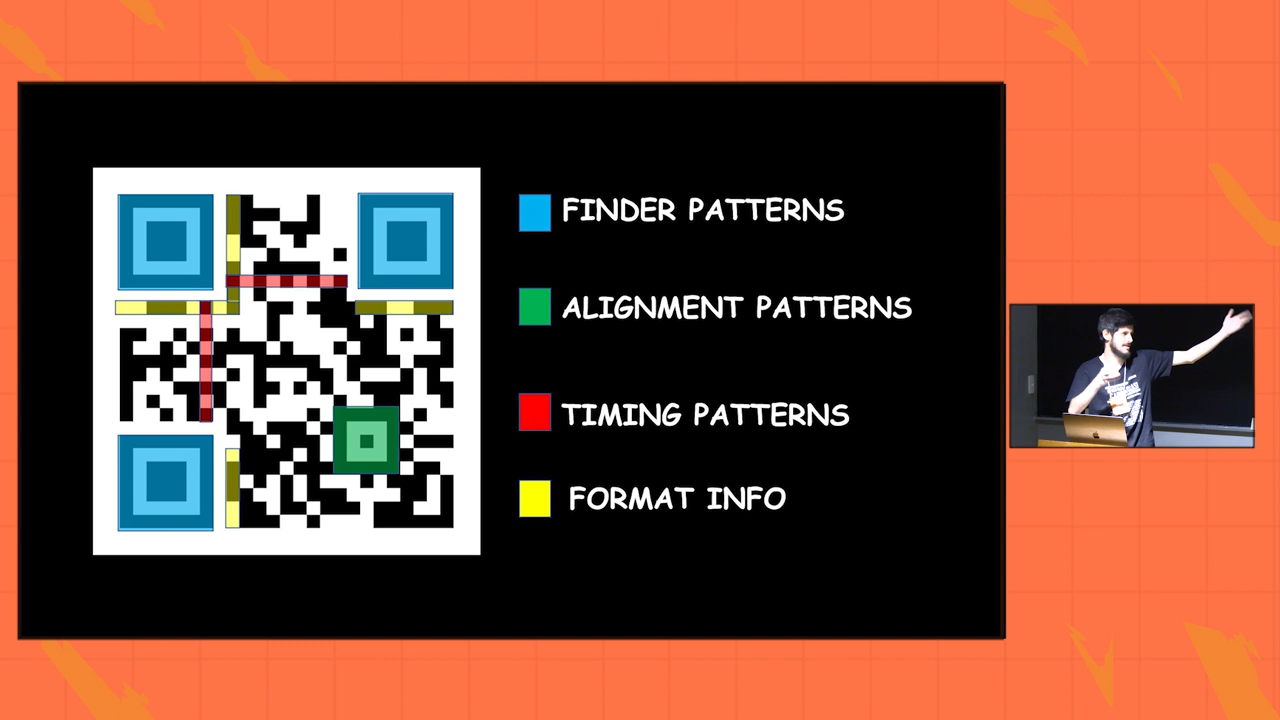 FINDER PATTERNS
ALIGNMENT PATTERNS
TIMING PATTERNS
FORMAT INFO